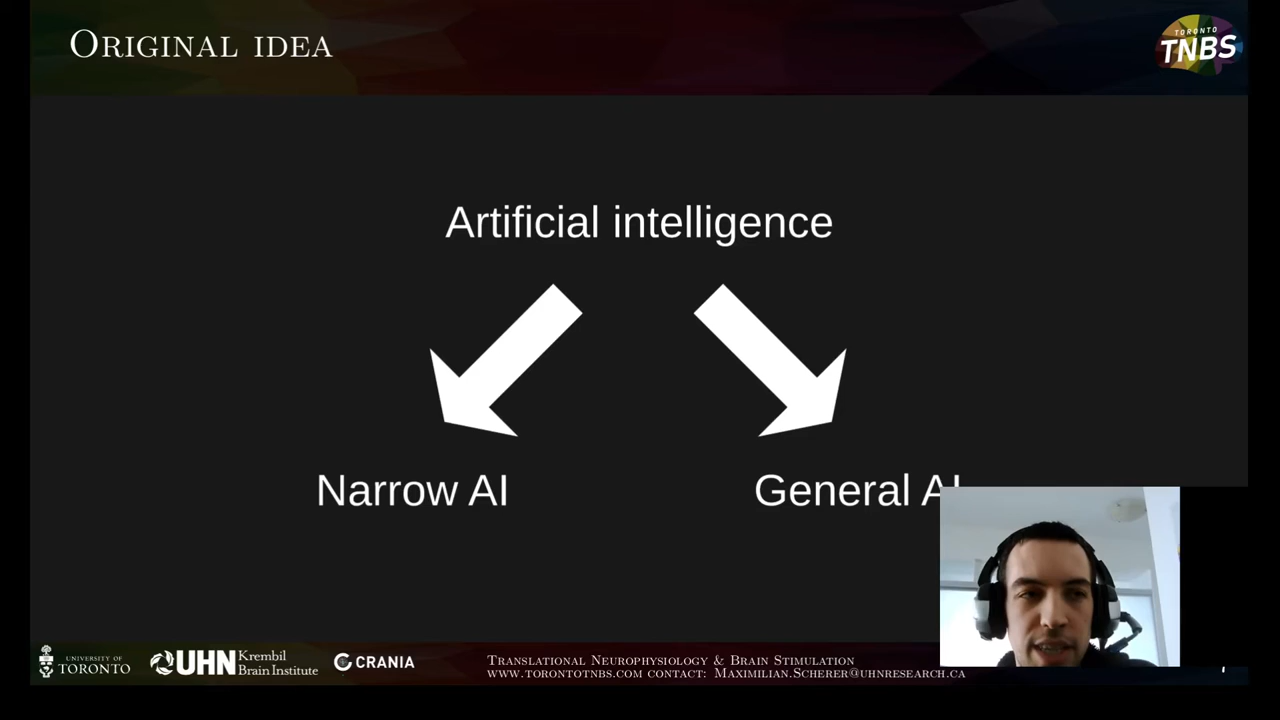 Original idea
TORONTO
TNBS
Artificial intelligence
Narrow AI
General AI
UNIVERSITY OF
TORONTO
UHN Krembil
Brain Institute
CRANIA
Translational Neurophysiology & Brain Stimulation
www.torontotnbs.com contact: Maximilian.Scherer@uhnresearch.ca